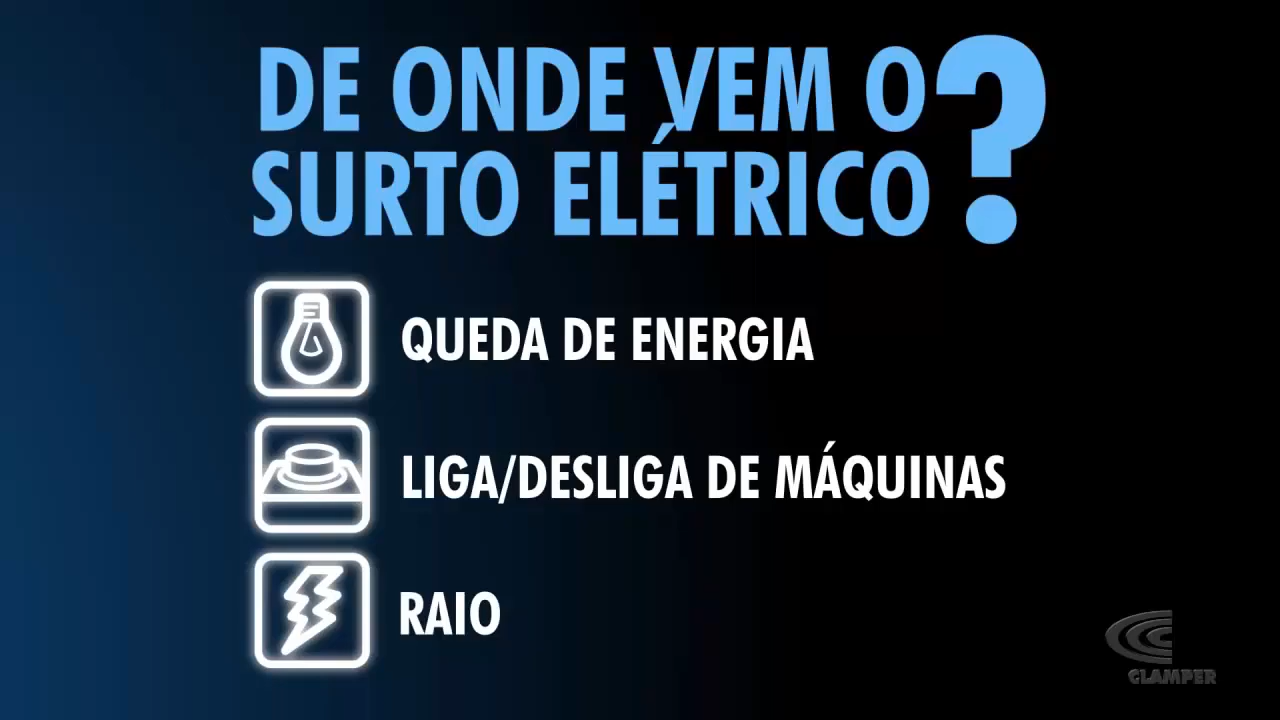 DE ONDE VEM O
SURTO ELÉTRICO?
QUEDA DE ENERGIA
LIGA/DESLIGA DE MÁQUINAS
RAIO
CLAMPER